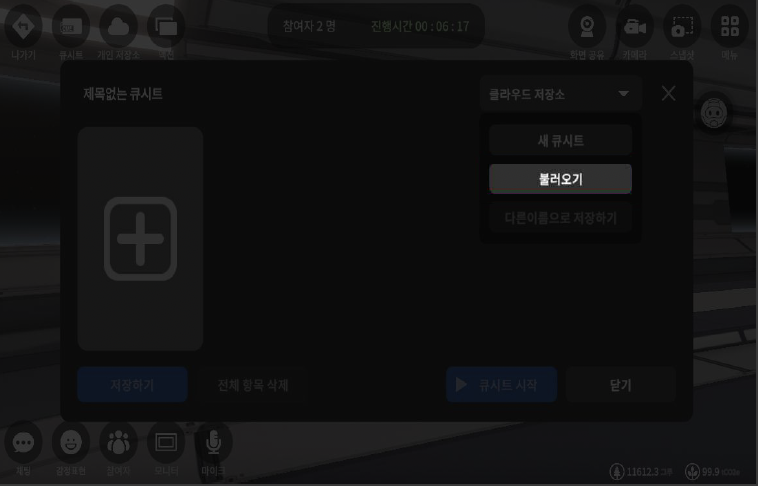 참여자 2 명
진행시간 00 : 06 : 17
나가기
큐시트
개인 저장소
화면 공유
카메라
스냅샷
메뉴
제목없는 큐시트
클라우드 저장소
새 큐시트
불러오기
다른이름으로 저장하기
저장하기
전체 항목 삭제
큐시트 시작
닫기
채팅
감정표현
참여자
모니터
마이크
11612.3
99.9